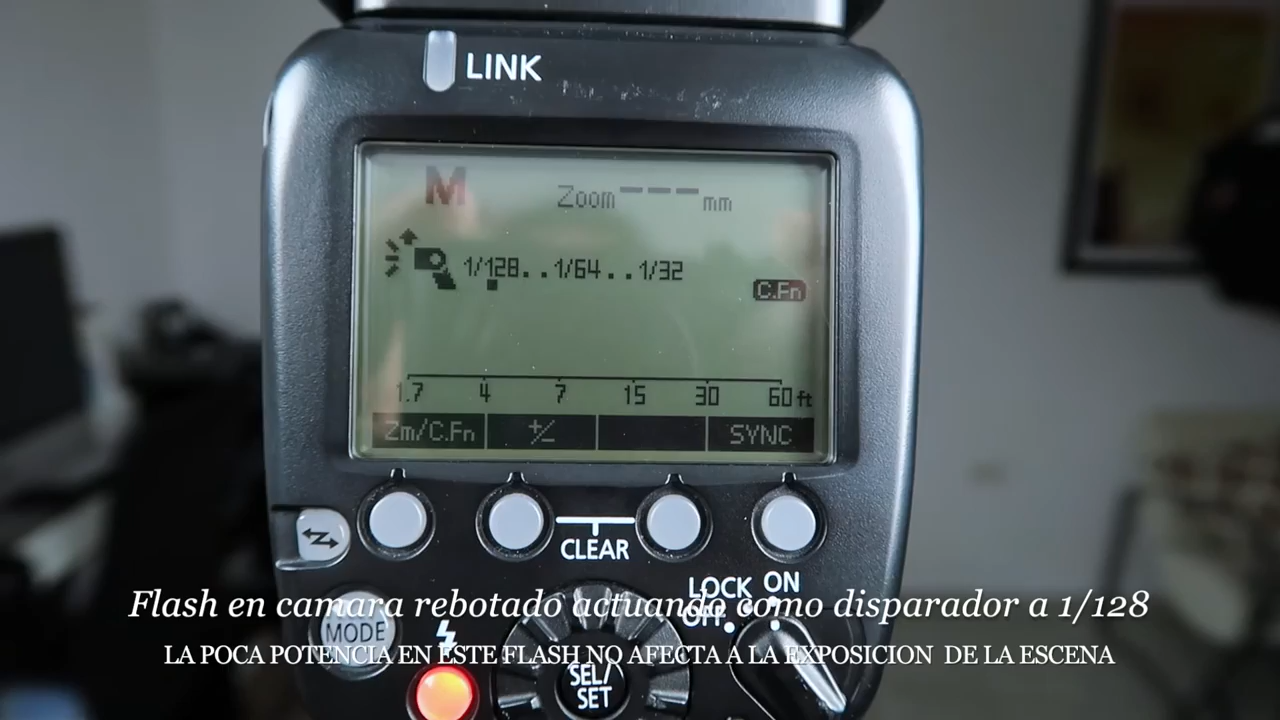 LINK
M Zoom --- mm
1/128..1/64..1/32
C.Fn
1.7 4 7 15 30 60 ft
Zm/C.Fn +/- SYNC
CLEAR
LOCK ON
OFF
Flash en camara rebotado actuando como disparador a 1/128
MODE
LA POCA POTENCIA EN ESTE FLASH NO AFECTA A LA EXPOSICION DE LA ESCENA
SEL/
SET